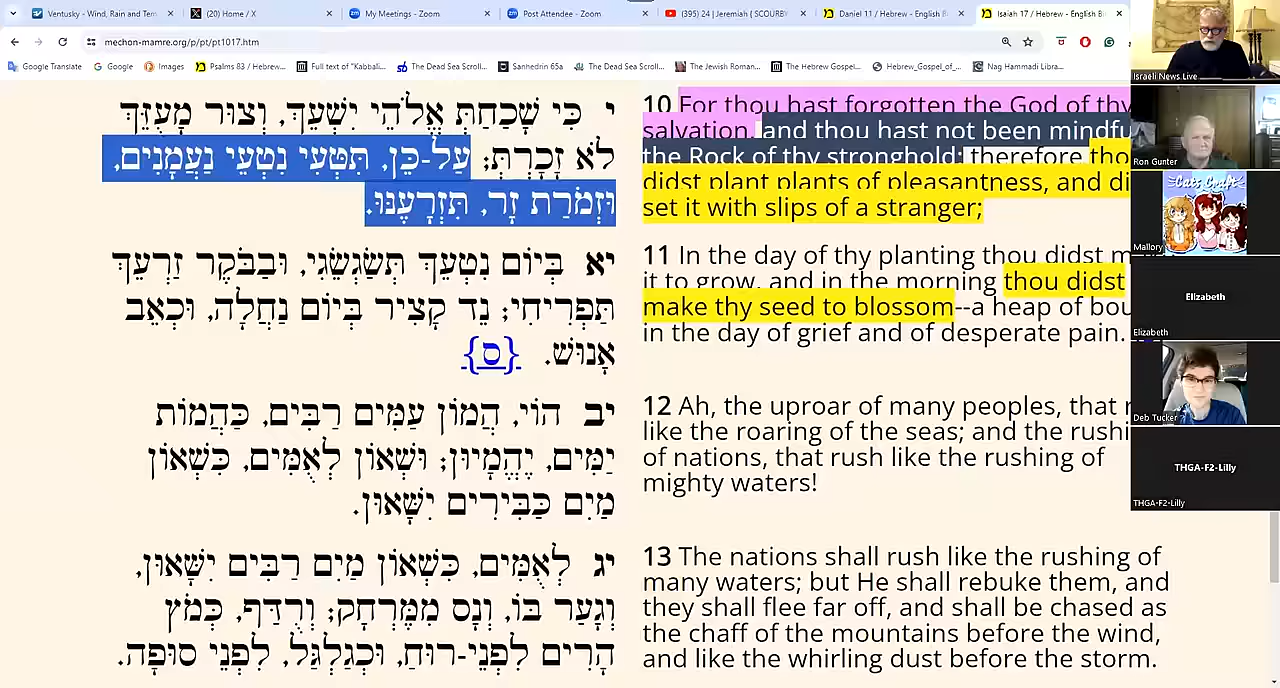 Ventusky - Wind, Rain and Tem
(20) Home / X
My Meetings - Zoom
Post Attendee - Zoom
(395) 24 | Jeremiah ( SCOURB
Daniel 11 / Hebrew - English B
Isaiah 17 / Hebrew - English Bi
mechon-mamre.org/p/pt/pt1017.htm
Google Translate
Google
Images
Psalms 83 / Hebrew...
Full text of "Kabbali...
The Dead Sea Scroll...
Sanhedrin 65a
The Dead Sea Scroll...
The Jewish Roman...
The Hebrew Gospel...
Hebrew_Gospel_of_...
Nag Hammadi Libra...
י כִּי שָׁכַחַתְּ אֱלֹהֵי יִשְׁעֵךְ, וְצוּר מָעֻזֵּךְ
לֹא זָכָרְתְּ; עַל-כֵּן, תִּטְּעִי נִטְעֵי נַעֲמָנִים,
וּזְמֹרַת זָר, תִּזְרָעֶנּוּ.
יא בְּיוֹם נִטְעֵךְ תְּשַׂגְשֵׂגִי, וּבַבֹּקֶר זַרְעֵךְ
תַּפְרִיחִי; נֵד קָצִיר בְּיוֹם נַחֲלָה, וּכְאֵב
אָנוּשׁ. {ס}
יב הוֹי, הֲמוֹן עַמִּים רַבִּים, כַּהֲמוֹת
יַמִּים, יֶהֱמָיוּן; וּשְׁאוֹן לְאֻמִּים, כִּשְׁאוֹן
מַיִם כַּבִּירִים יִשָּׁאוּן.
יג לְאֻמִּים, כִּשְׁאוֹן מַיִם רַבִּים יִשָּׁאוּן,
וְגָעַר בּוֹ, וְנָס מִמֶּרְחָק; וְרֻדַּף, כְּמֹץ
הָרִים לִפְנֵי-רוּחַ, וּכְגַלְגַּל, לִפְנֵי סוּפָה.
10 For thou hast forgotten the God of thy
salvation, and thou hast not been mindfu
the Rock of thy stronghold; therefore tho
didst plant plants of pleasantness, and di
set it with slips of a stranger;
11 In the day of thy planting thou didst m
it to grow, and in the morning thou didst
make thy seed to blossom--a heap of bou
in the day of grief and of desperate pain.
12 Ah, the uproar of many peoples, that r
like the roaring of the seas; and the rushi
of nations, that rush like the rushing of
mighty waters!
13 The nations shall rush like the rushing of
many waters; but He shall rebuke them, and
they shall flee far off, and shall be chased as
the chaff of the mountains before the wind,
and like the whirling dust before the storm.
Israeli News Live
Ron Gunter
Cats Craft
Mallory
Elizabeth
Elizabeth
Deb Tucker
THGA-F2-Lilly
THGA-F2-Lilly